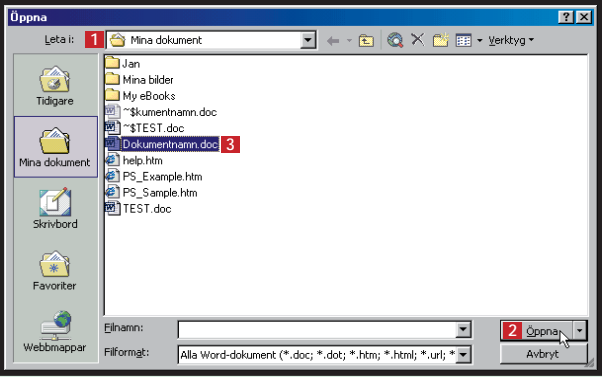 Öppna
Leta i: 1 Mina dokument Verktyg
Tidigare
Mina dokument
Skrivbord
Favoriter
Webbmappar
Jan
Mina bilder
My eBooks
~$kumentnamn.doc
~$TEST.doc
Dokumentnamn.doc 3
help.htm
PS_Example.htm
PS_Sample.htm
TEST.doc
Filnamn: 2 Öppna
Filformat: Alla Word-dokument (*.doc; *.dot; *.htm; *.html; *.url; * Avbryt